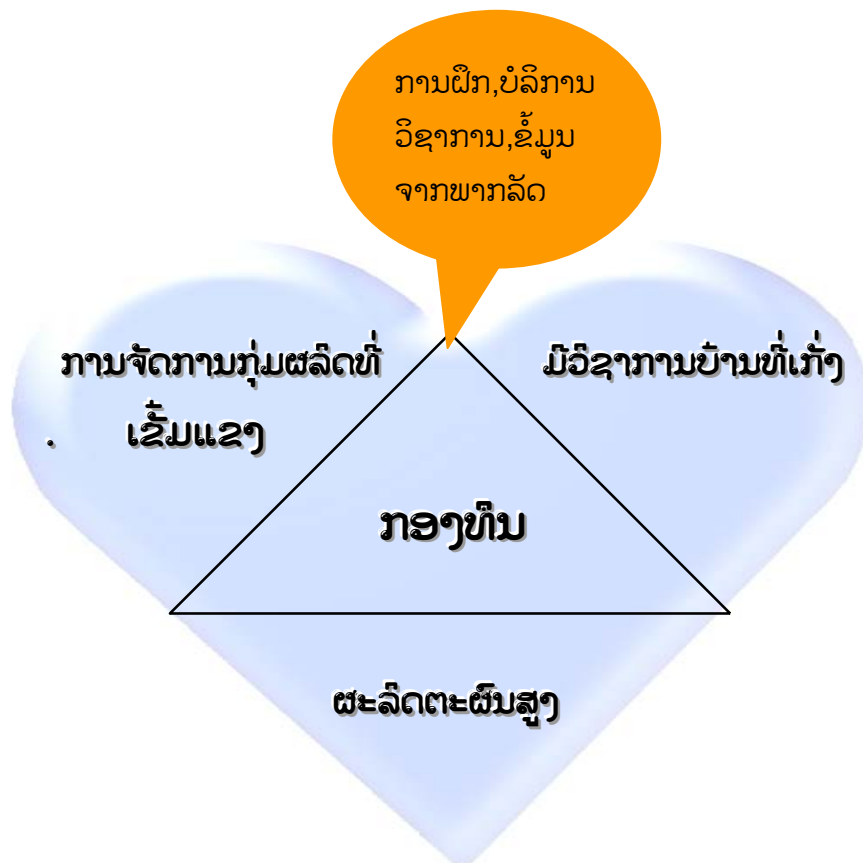 ການຝຶກ,ບໍລິການ
ວິຊາການ,ຂໍ້ມູນ
ຈາກພາກລັດ
ການຈັດການກຸ່ມຜລິດທີ່
. ເຂັ້ມແຂງ
ມີວິຊາການບ້ານທີ່ເກັ່ງ
ກອງທຶນ
ຜະລິດຕະຜົນສູງ